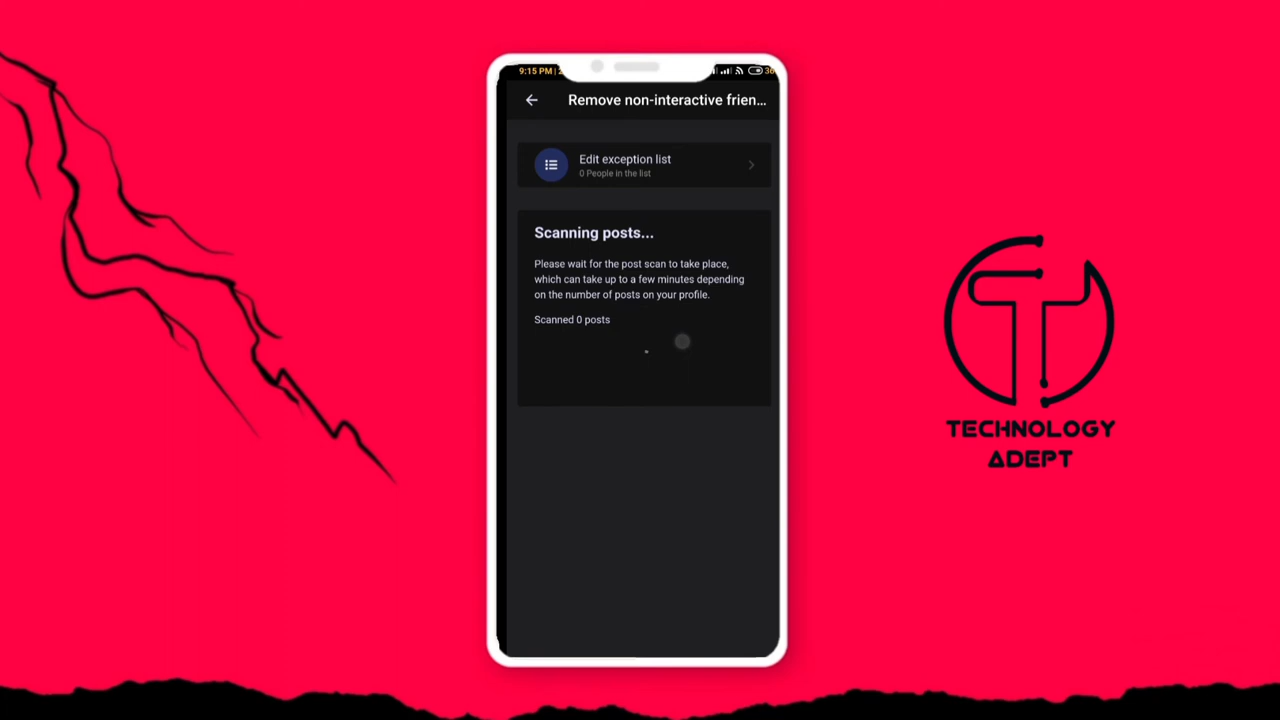 9:15 PM
Remove non-interactive frien...
Edit exception list
0 People in the list
Scanning posts...
Please wait for the post scan to take place,
which can take up to a few minutes depending
on the number of posts on your profile.
Scanned 0 posts
TECHNOLOGY
ADEPT